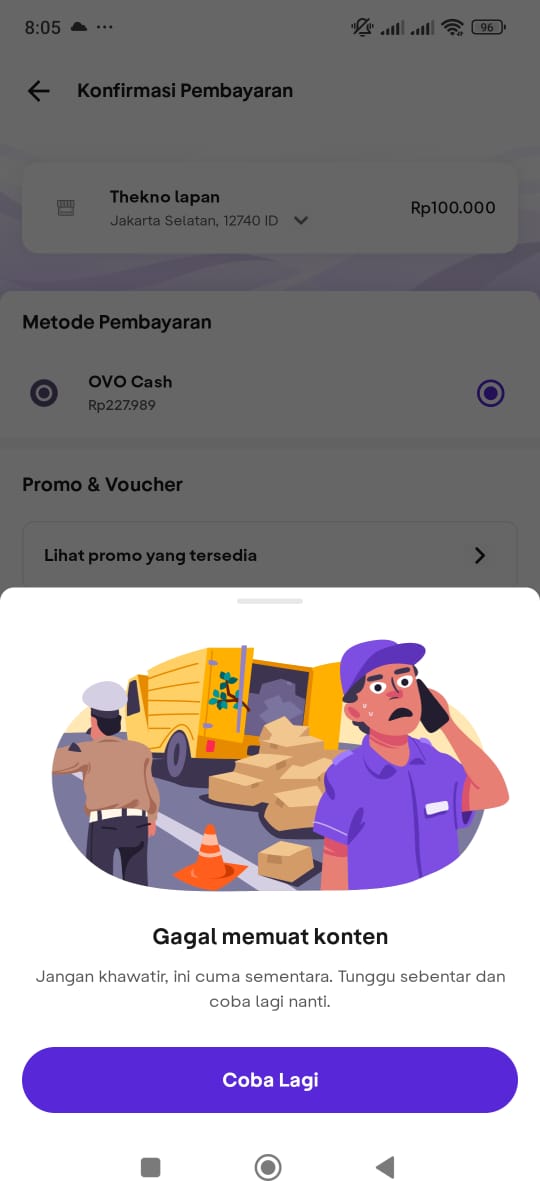 8:05
96
Konfirmasi Pembayaran
Thekno lapan
Jakarta Selatan, 12740 ID
Rp100.000
Metode Pembayaran
OVO Cash
Rp227.989
Promo & Voucher
Lihat promo yang tersedia
Gagal memuat konten
Jangan khawatir, ini cuma sementara. Tunggu sebentar dan
coba lagi nanti.
Coba Lagi